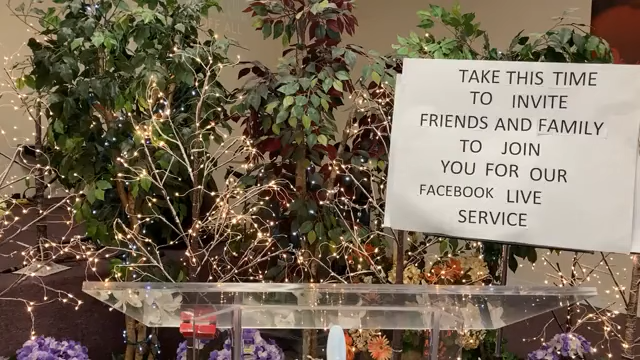 TAKE THIS TIME
TO INVITE
FRIENDS AND FAMILY
TO JOIN
YOU FOR OUR
FACEBOOK LIVE
SERVICE